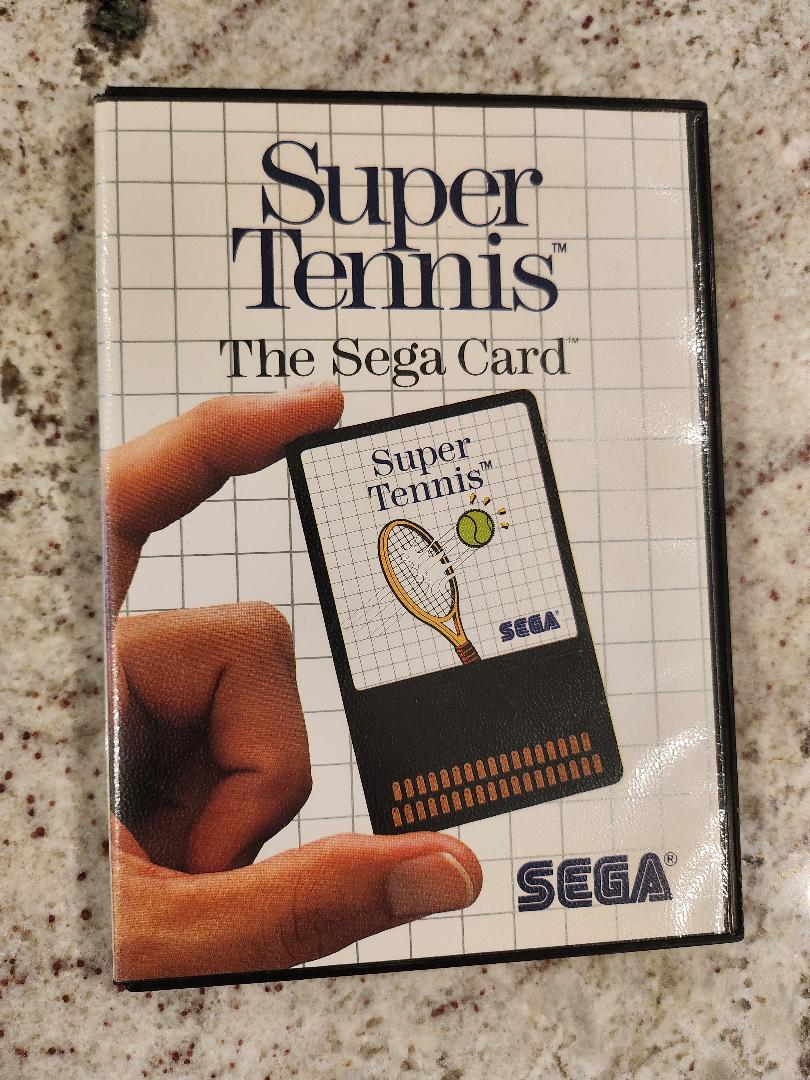 Super
Tennis™
The Sega Card™
Super
Tennis™
SEGA®
SEGA®